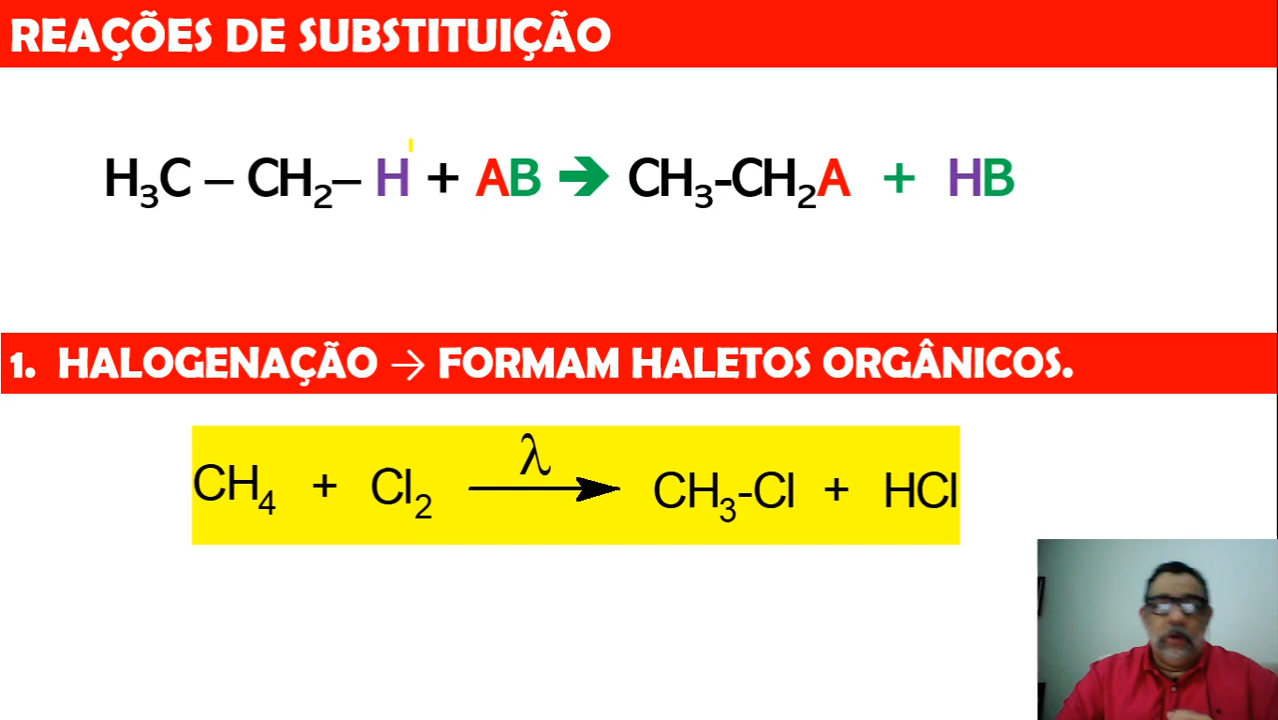 REAÇÕES DE SUBSTITUIÇÃO
H₃C – CH₂– H + AB ➔ CH₃-CH₂A + HB
1. HALOGENAÇÃO → FORMAM HALETOS ORGÂNICOS.
λ
CH₄ + Cl₂ ⟶ CH₃-Cl + HCl